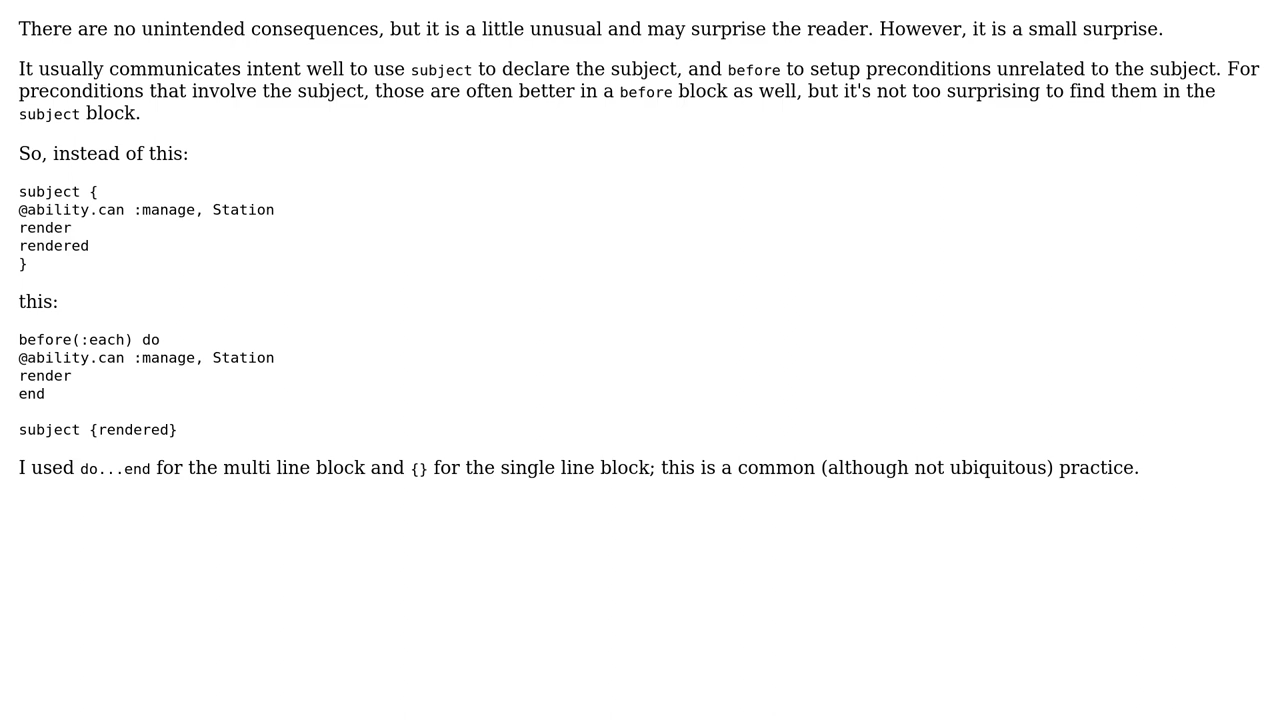 There are no unintended consequences, but it is a little unusual and may surprise the reader. However, it is a small surprise.
It usually communicates intent well to use subject to declare the subject, and before to setup preconditions unrelated to the subject. For
preconditions that involve the subject, those are often better in a before block as well, but it's not too surprising to find them in the
subject block.
So, instead of this:
subject {
@ability.can :manage, Station
render
rendered
}
this:
before(:each) do
@ability.can :manage, Station
render
end
subject {rendered}
I used do...end for the multi line block and {} for the single line block; this is a common (although not ubiquitous) practice.